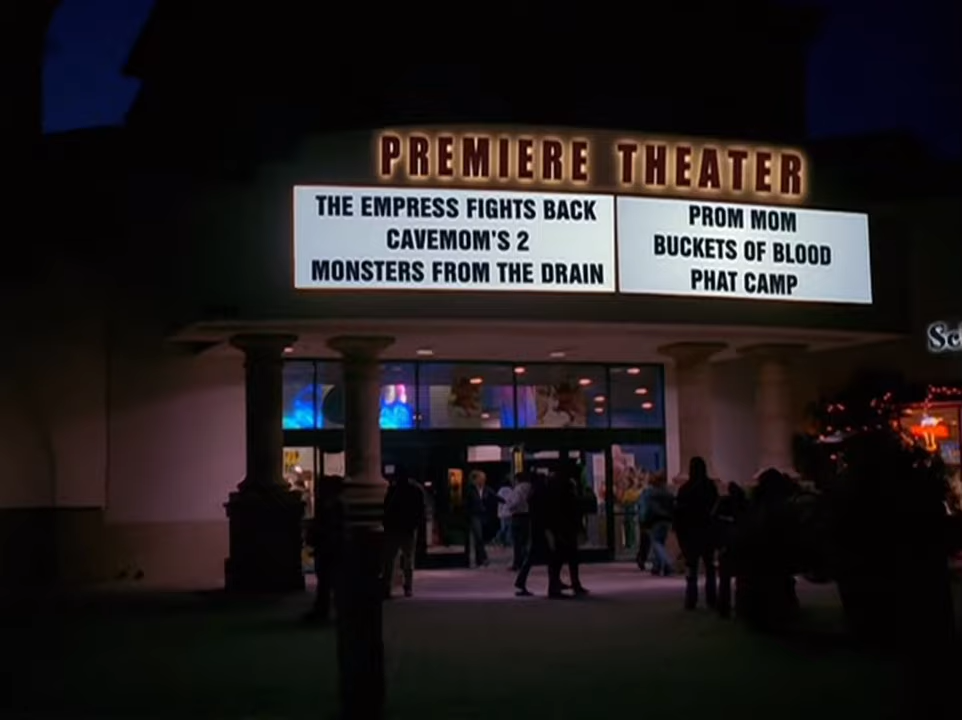 PREMIERE THEATER
THE EMPRESS FIGHTS BACK
CAVEMOM'S 2
MONSTERS FROM THE DRAIN
PROM MOM
BUCKETS OF BLOOD
PHAT CAMP